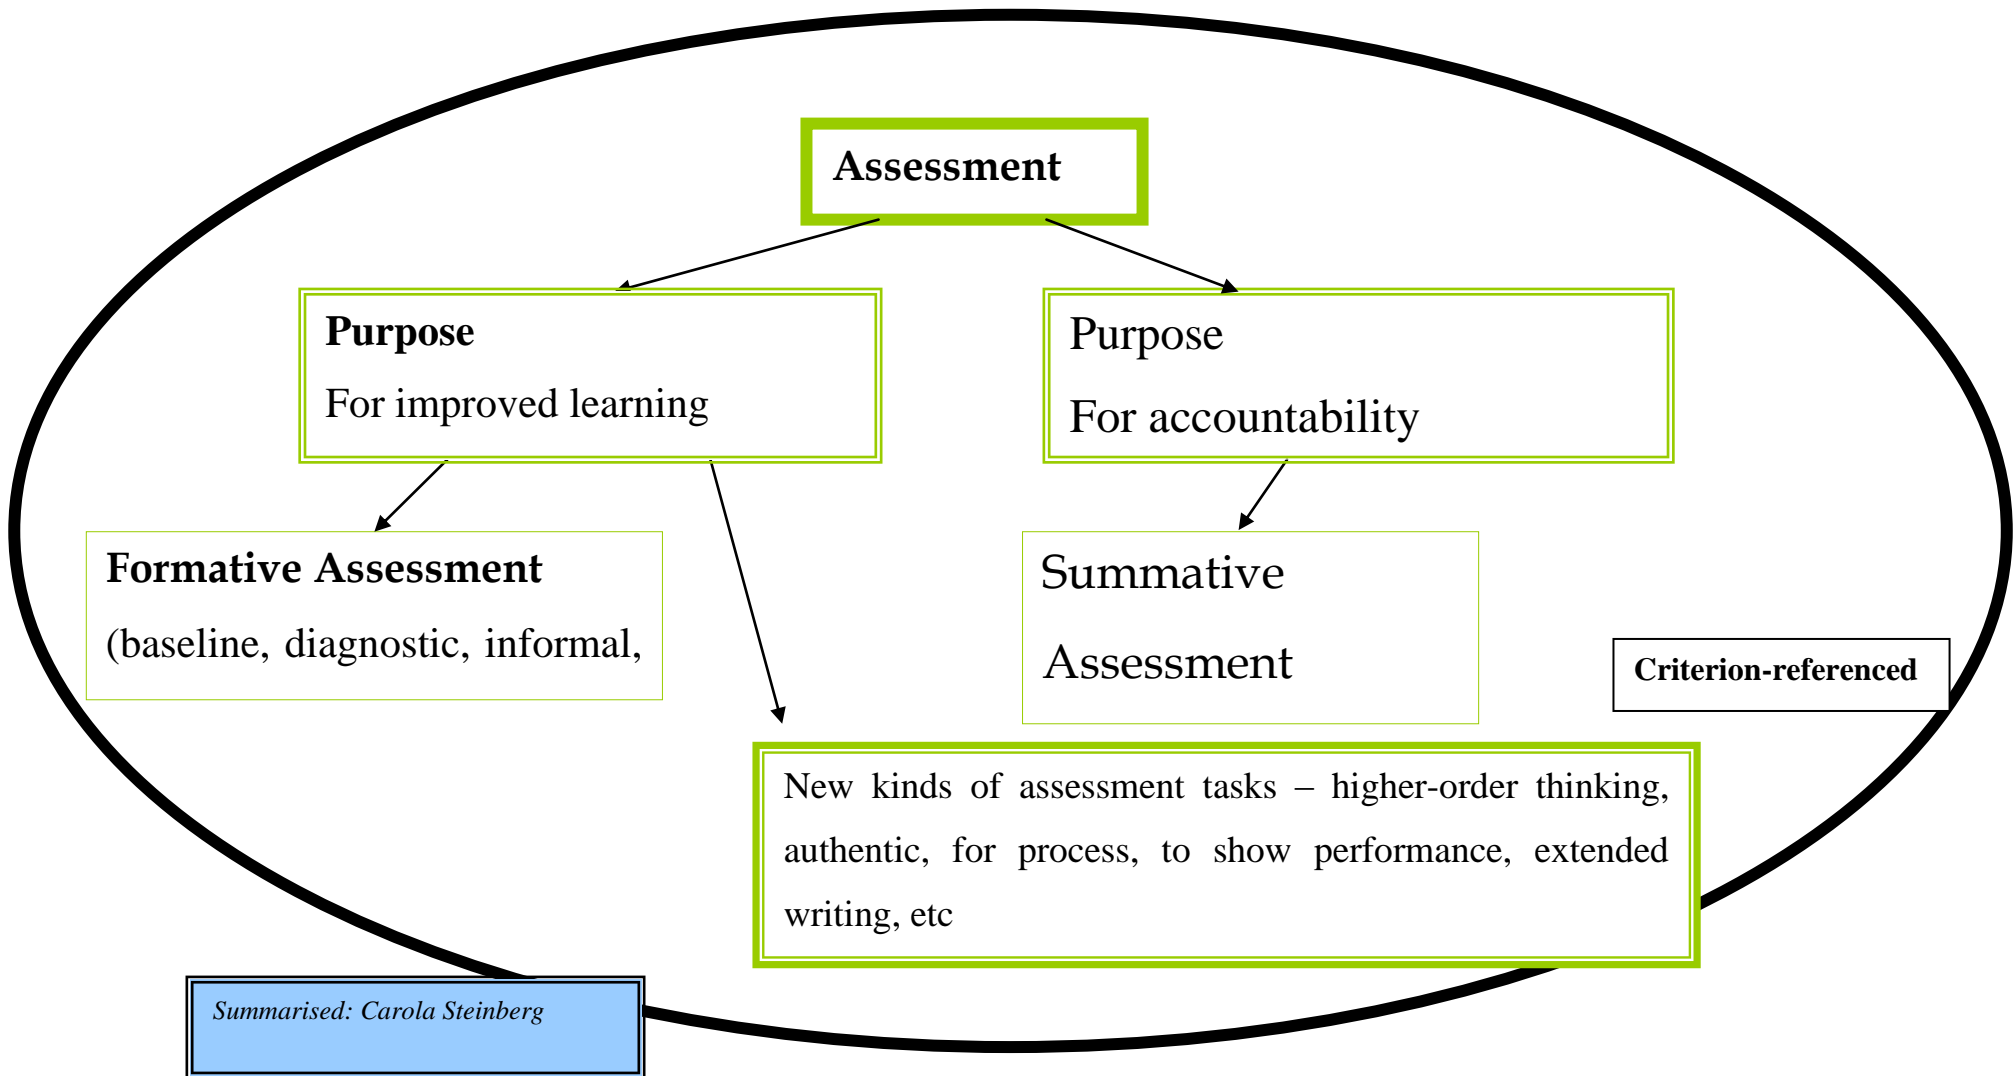 Assessment
Purpose
For improved learning
Purpose
For accountability
Formative Assessment
(baseline, diagnostic, informal,
Summative
Assessment
Criterion-referenced
New kinds of assessment tasks – higher-order thinking,
authentic, for process, to show performance, extended
writing, etc
Summarised: Carola Steinberg